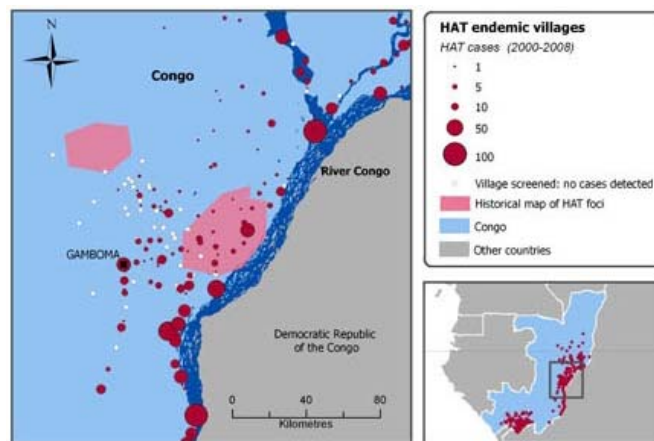 N
Congo
River Congo
GAMBOMA
Democratic Republic
of the Congo
0 40 80
Kilometres
HAT endemic villages
HAT cases (2000-2008)
1
5
10
50
100
Village screened: no cases detected
Historical map of HAT foci
Congo
Other countries